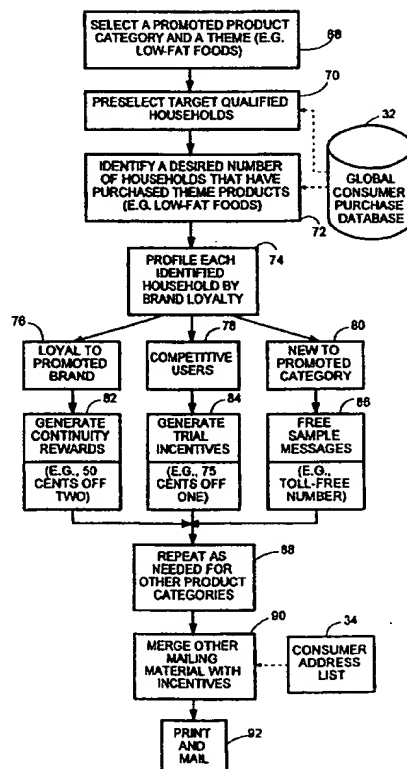 SELECT A PROMOTED PRODUCT
CATEGORY AND A THEME (E.G.
LOW-FAT FOODS)
68
70
PRESELECT TARGET QUALIFIED
HOUSEHOLDS
32
IDENTIFY A DESIRED NUMBER
OF HOUSEHOLDS THAT HAVE
PURCHASED THEME PRODUCTS
(E.G. LOW-FAT FOODS)
GLOBAL
CONSUMER
PURCHASE
DATABASE
72
74
PROFILE EACH
IDENTIFIED
HOUSEHOLD BY
BRAND LOYALTY
76
78
80
LOYAL TO
PROMOTED
BRAND
COMPETITIVE
USERS
NEW TO
PROMOTED
CATEGORY
82
84
86
GENERATE
CONTINUITY
REWARDS
GENERATE
TRIAL
INCENTIVES
FREE
SAMPLE
MESSAGES
(E.G., 50
CENTS OFF
TWO)
(E.G., 75
CENTS OFF
ONE)
(E.G.,
TOLL-FREE
NUMBER)
REPEAT AS
NEEDED FOR
OTHER PRODUCT
CATEGORIES
88
90
34
MERGE OTHER
MAILING
MATERIAL WITH
INCENTIVES
CONSUMER
ADDRESS
LIST
PRINT
AND
MAIL
92